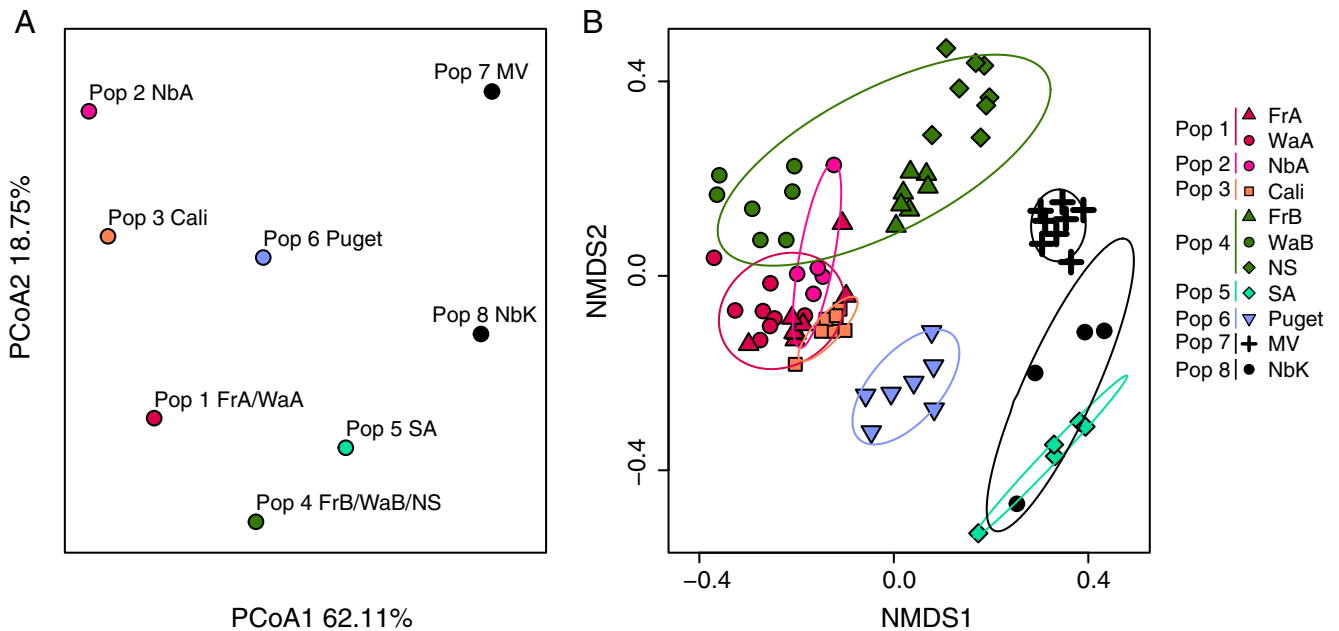 A
Pop 2 NbA
Pop 7 MV
Pop 3 Cali
Pop 6 Puget
Pop 8 NbK
Pop 1 FrA/WaA
Pop 5 SA
Pop 4 FrB/WaB/NS
PCoA2 18.75%
PCoA1 62.11%
B
0.4
0.0
−0.4
NMDS2
−0.4
0.0
0.4
NMDS1
Pop 1
FrA
WaA
Pop 2
NbA
Pop 3
Cali
Pop 4
FrB
WaB
NS
Pop 5
SA
Pop 6
Puget
Pop 7
MV
Pop 8
NbK